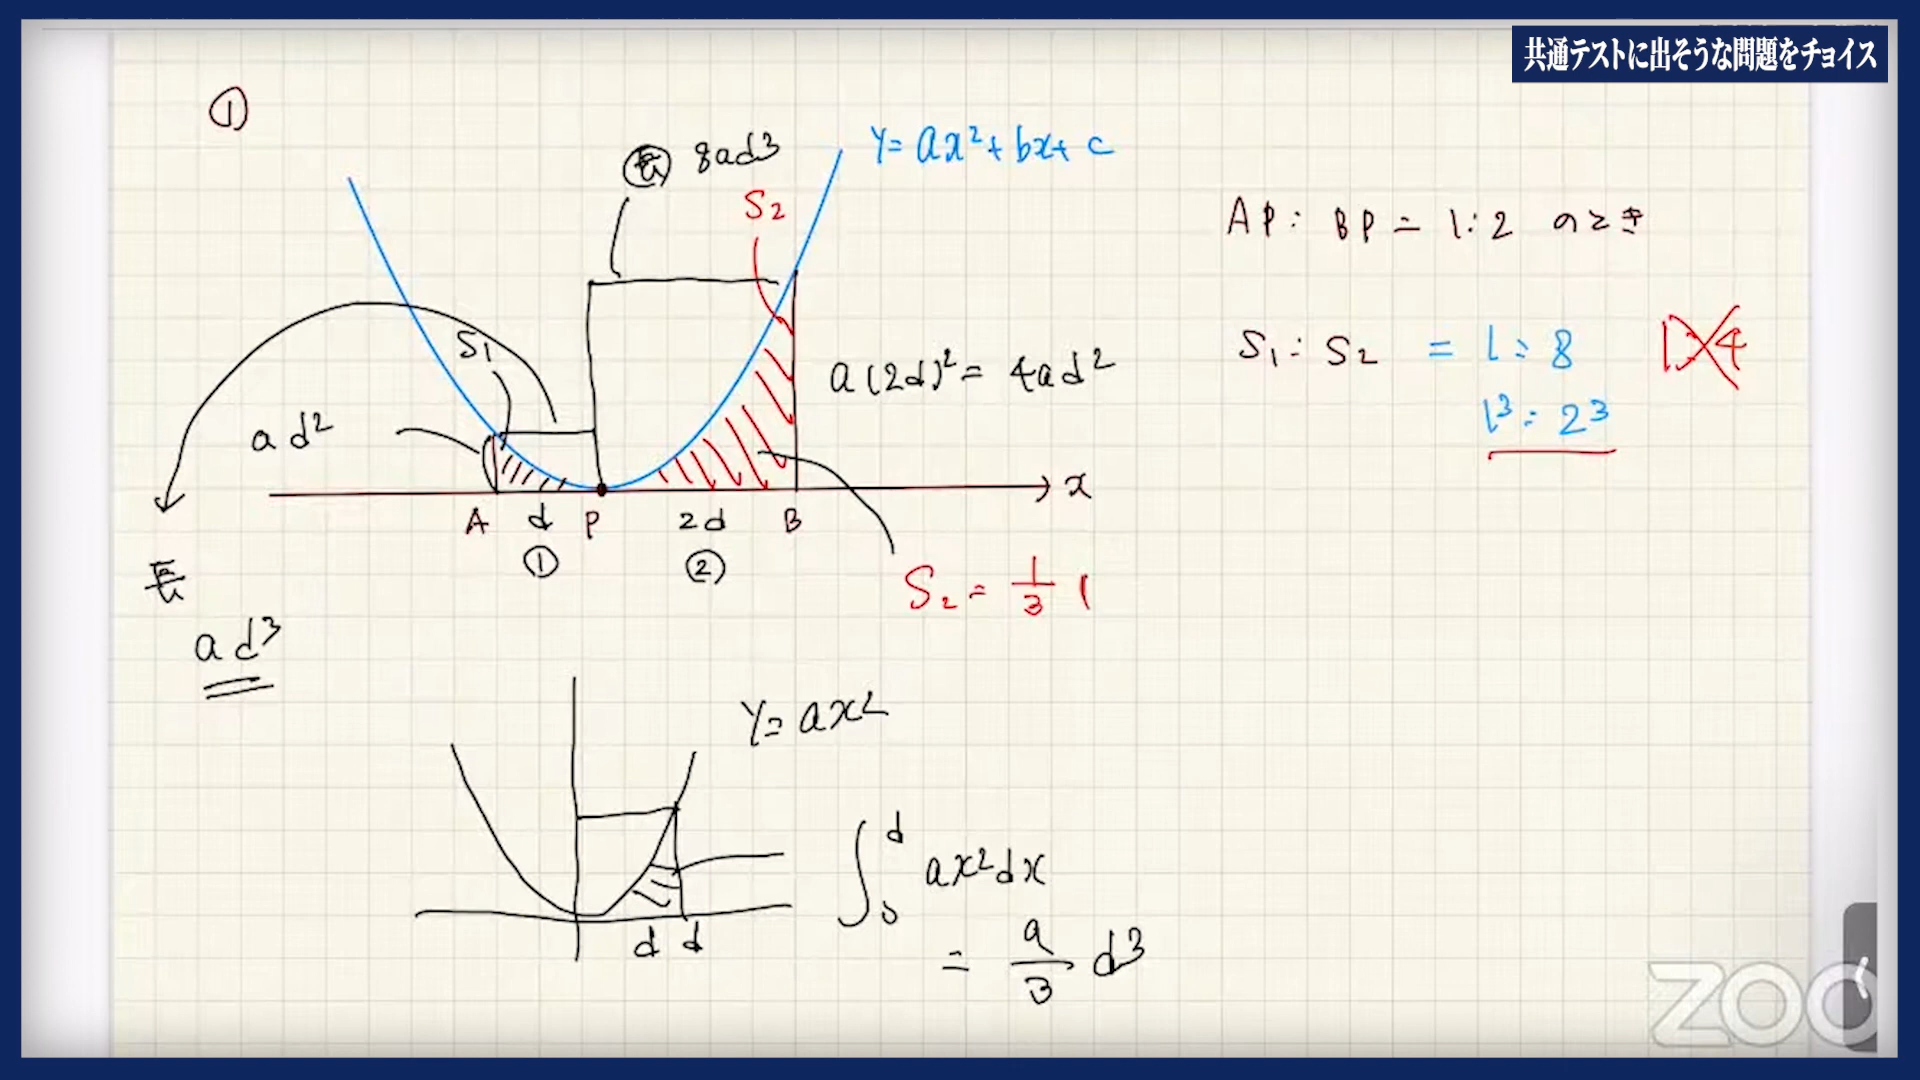 共通テストに出そうな問題をチョイス
①
長 8ad³
Y=ax²+bx+c
S₂
AP: BP=1:2 のとき
S₁
S₁:S₂ = 1:8
1:4
1³:2³
a(2d)²=4ad²
ad²
x
A d P 2d B
① ②
長
S₂= 1/3 (
ad³
Y=ax²
∫₀ᵈ ax²dx
d d
= a/3 d³
ZOO